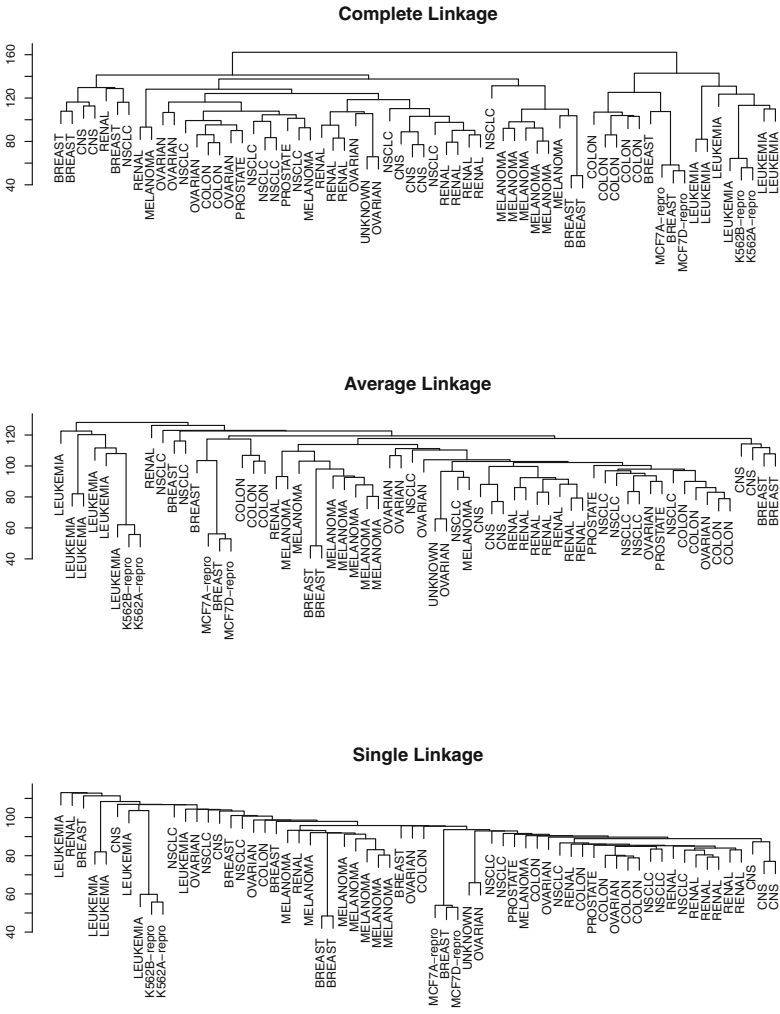 Complete Linkage
160
120
80
40
BREAST
BREAST
CNS
CNS
RENAL
BREAST
NSCLC
RENAL
MELANOMA
OVARIAN
OVARIAN
NSCLC
OVARIAN
COLON
COLON
OVARIAN
PROSTATE
NSCLC
NSCLC
NSCLC
PROSTATE
NSCLC
MELANOMA
RENAL
RENAL
RENAL
OVARIAN
UNKNOWN
OVARIAN
NSCLC
CNS
CNS
CNS
NSCLC
RENAL
RENAL
RENAL
RENAL
NSCLC
MELANOMA
MELANOMA
MELANOMA
MELANOMA
MELANOMA
MELANOMA
BREAST
BREAST
COLON
COLON
COLON
COLON
COLON
BREAST
MCF7A-repro
BREAST
MCF7D-repro
LEUKEMIA
LEUKEMIA
LEUKEMIA
LEUKEMIA
K562B-repro
K562A-repro
LEUKEMIA
LEUKEMIA
Average Linkage
120
100
80
60
40
LEUKEMIA
LEUKEMIA
LEUKEMIA
LEUKEMIA
LEUKEMIA
LEUKEMIA
K562B-repro
K562A-repro
RENAL
NSCLC
BREAST
NSCLC
BREAST
MCF7A-repro
BREAST
MCF7D-repro
COLON
COLON
COLON
RENAL
MELANOMA
MELANOMA
BREAST
BREAST
MELANOMA
MELANOMA
MELANOMA
MELANOMA
MELANOMA
OVARIAN
OVARIAN
NSCLC
OVARIAN
UNKNOWN
OVARIAN
NSCLC
MELANOMA
CNS
CNS
CNS
RENAL
RENAL
RENAL
RENAL
RENAL
RENAL
RENAL
PROSTATE
NSCLC
NSCLC
NSCLC
NSCLC
OVARIAN
PROSTATE
NSCLC
COLON
COLON
OVARIAN
COLON
COLON
CNS
CNS
BREAST
BREAST
Single Linkage
100
80
60
40
LEUKEMIA
RENAL
BREAST
LEUKEMIA
LEUKEMIA
CNS
LEUKEMIA
LEUKEMIA
K562B-repro
K562A-repro
NSCLC
LEUKEMIA
OVARIAN
NSCLC
CNS
BREAST
NSCLC
OVARIAN
COLON
BREAST
MELANOMA
RENAL
MELANOMA
BREAST
BREAST
MELANOMA
MELANOMA
MELANOMA
MELANOMA
MELANOMA
BREAST
OVARIAN
COLON
MCF7A-repro
BREAST
MCF7D-repro
UNKNOWN
OVARIAN
NSCLC
NSCLC
PROSTATE
MELANOMA
COLON
OVARIAN
NSCLC
RENAL
COLON
PROSTATE
COLON
OVARIAN
COLON
COLON
NSCLC
NSCLC
RENAL
NSCLC
RENAL
RENAL
RENAL
RENAL
RENAL
CNS
CNS
CNS